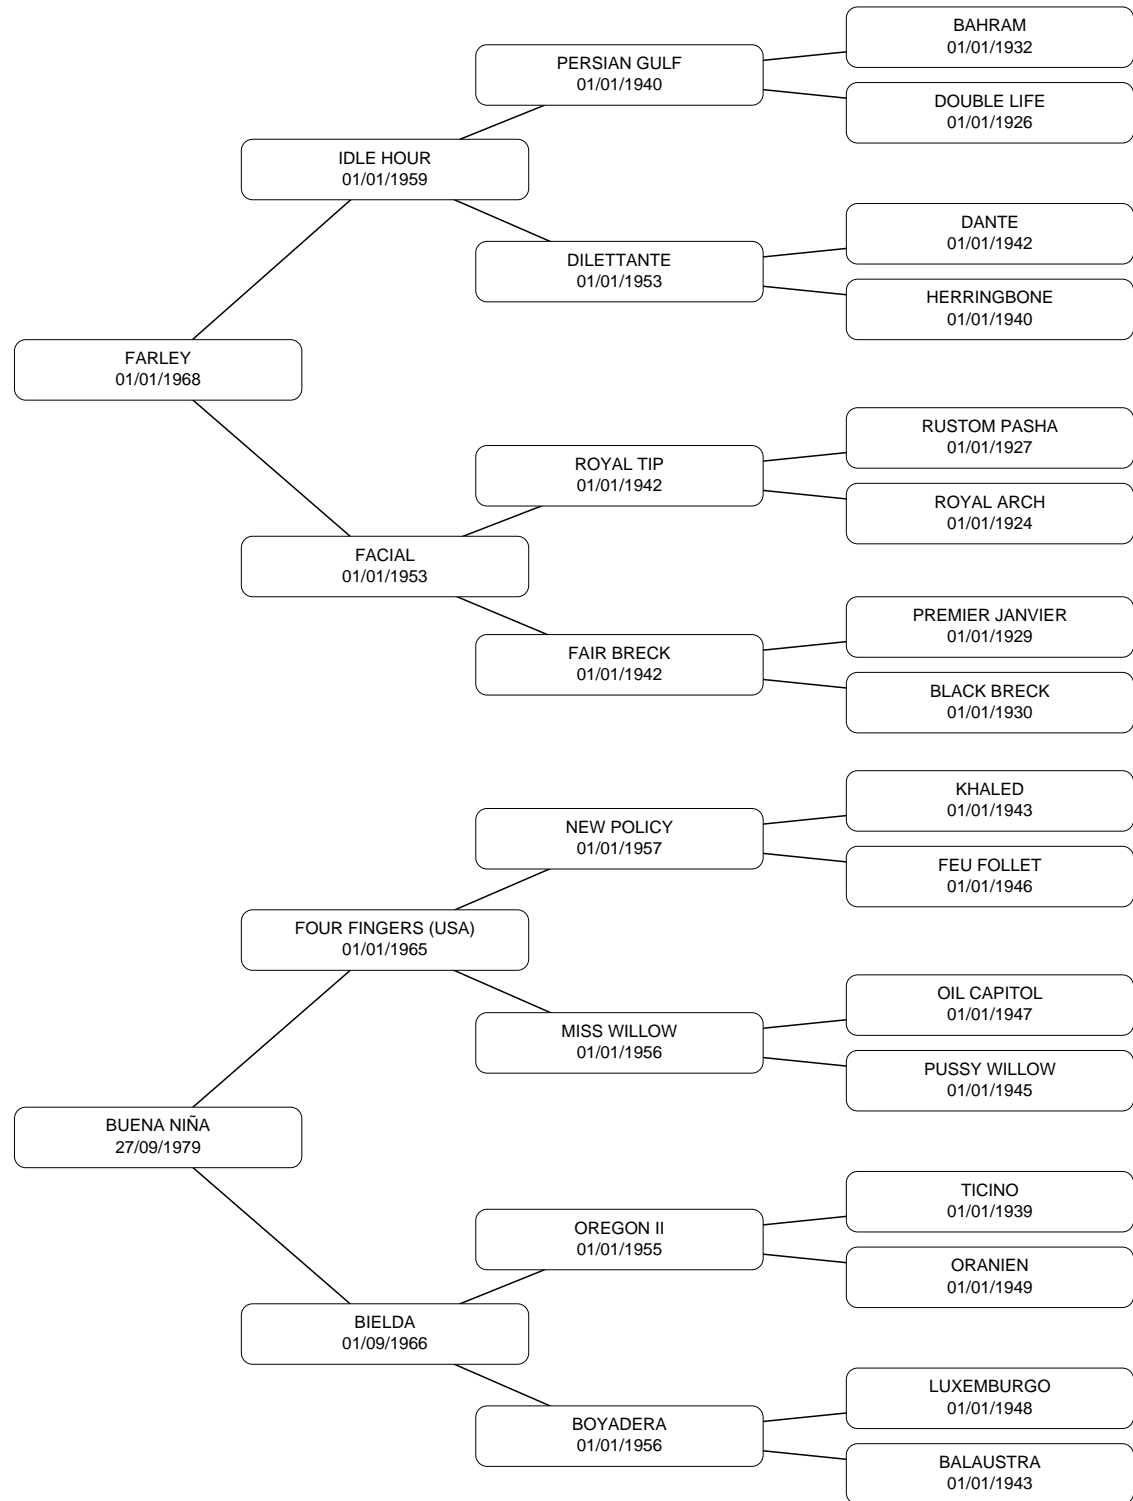 BAHRAM
01/01/1932
PERSIAN GULF
01/01/1940
DOUBLE LIFE
01/01/1926
IDLE HOUR
01/01/1959
DANTE
01/01/1942
DILETTANTE
01/01/1953
HERRINGBONE
01/01/1940
FARLEY
01/01/1968
RUSTOM PASHA
01/01/1927
ROYAL TIP
01/01/1942
ROYAL ARCH
01/01/1924
FACIAL
01/01/1953
PREMIER JANVIER
01/01/1929
FAIR BRECK
01/01/1942
BLACK BRECK
01/01/1930
KHALED
01/01/1943
NEW POLICY
01/01/1957
FEU FOLLET
01/01/1946
FOUR FINGERS (USA)
01/01/1965
OIL CAPITOL
01/01/1947
MISS WILLOW
01/01/1956
PUSSY WILLOW
01/01/1945
BUENA NIÑA
27/09/1979
TICINO
01/01/1939
OREGON II
01/01/1955
ORANIEN
01/01/1949
BIELDA
01/09/1966
LUXEMBURGO
01/01/1948
BOYADERA
01/01/1956
BALAUSTRA
01/01/1943